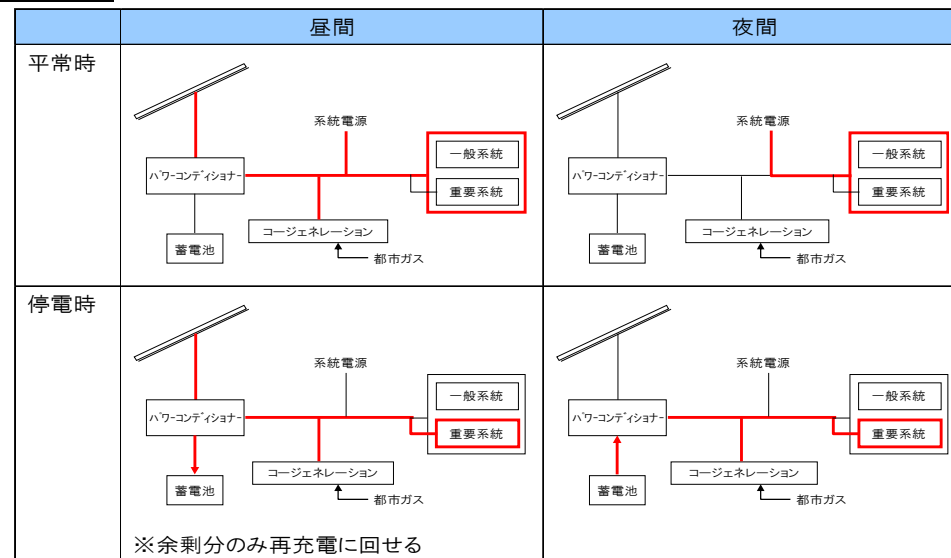 昼間
夜間
平常時
系統電源
一般系統
パワーコンディショナー
重要系統
コージェネレーション
蓄電池
都市ガス
系統電源
一般系統
パワーコンディショナー
重要系統
コージェネレーション
蓄電池
都市ガス
停電時
系統電源
一般系統
パワーコンディショナー
重要系統
コージェネレーション
蓄電池
都市ガス
※余剰分のみ再充電に回せる
系統電源
一般系統
パワーコンディショナー
重要系統
コージェネレーション
蓄電池
都市ガス